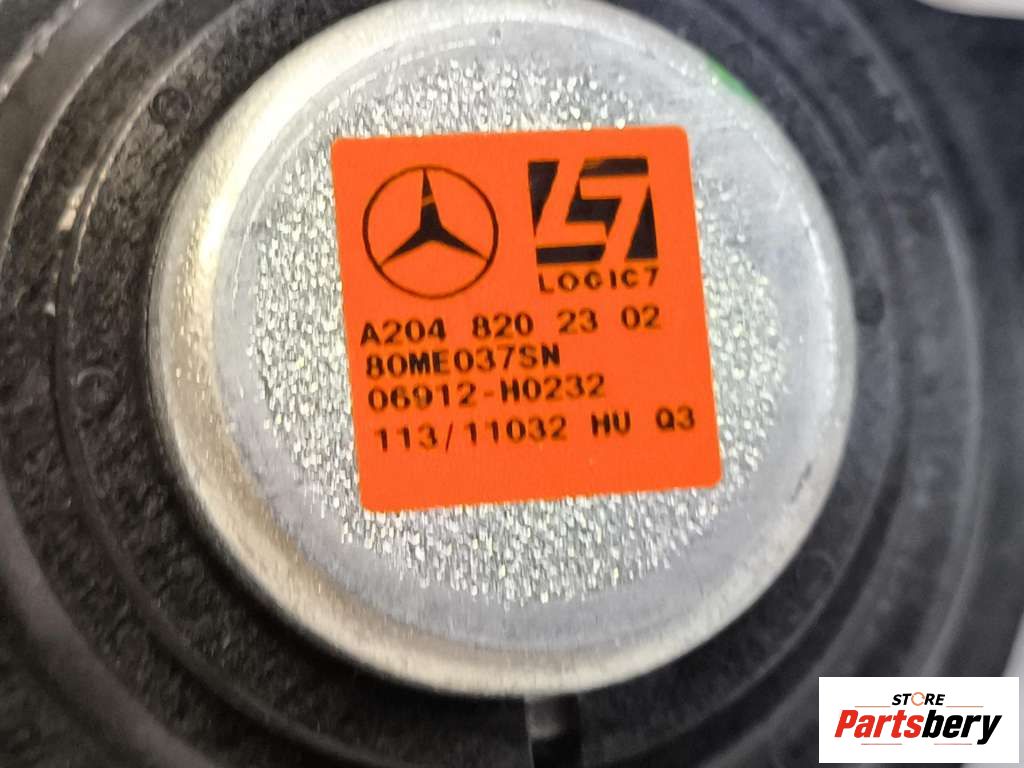 LOGIC7
A204 820 23 02
80ME037SN
06912-H0232
113/11032 HU Q3
STORE
Partsbery